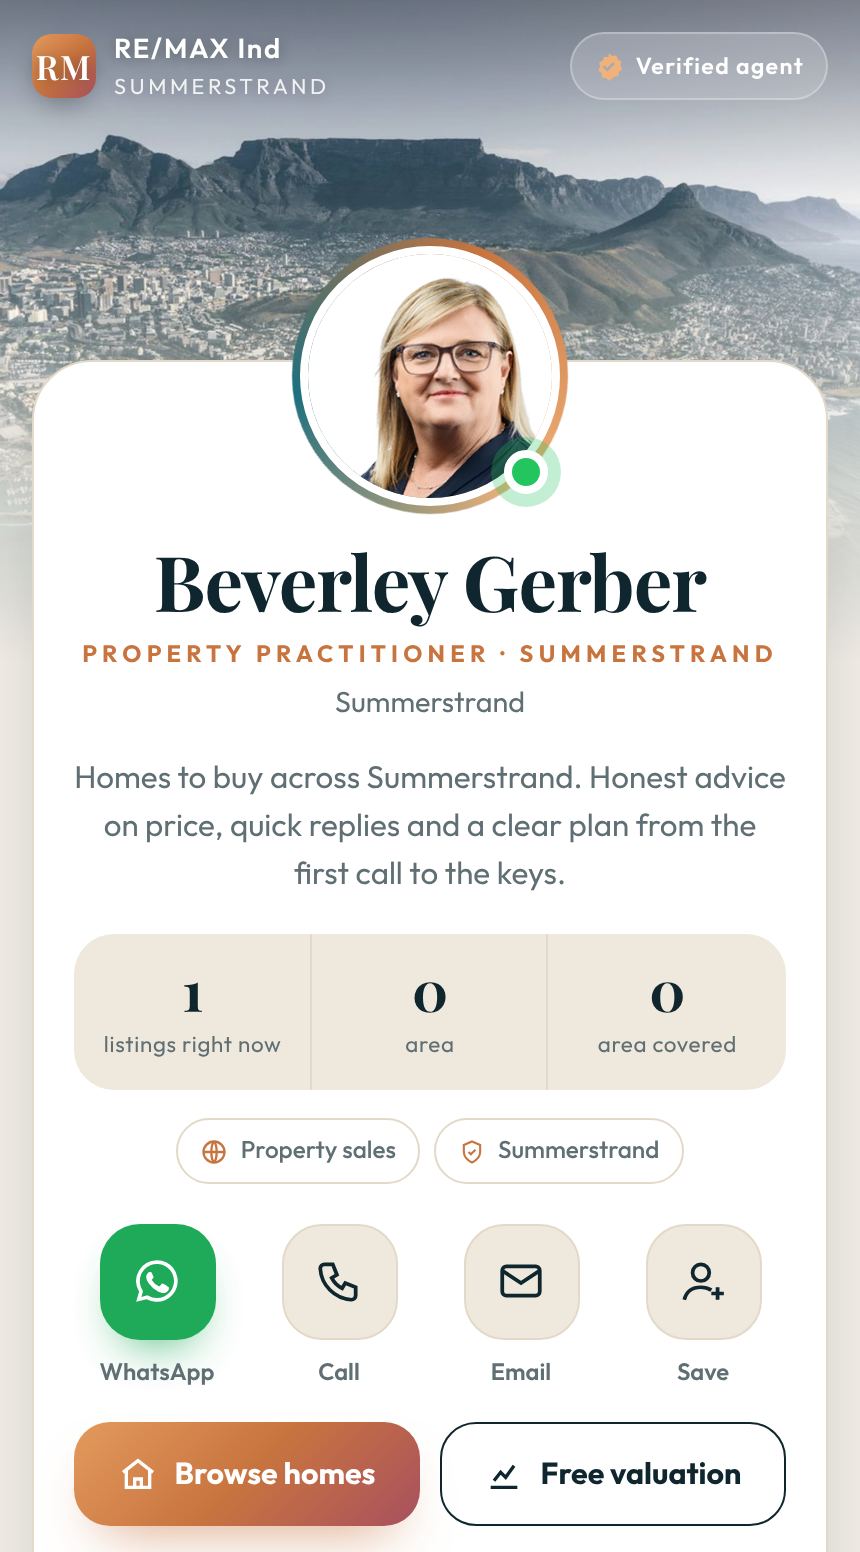 RM
RE/MAX Ind
SUMMERSTRAND
Verified agent
Beverley Gerber
PROPERTY PRACTITIONER · SUMMERSTRAND
Summerstrand
Homes to buy across Summerstrand. Honest advice
on price, quick replies and a clear plan from the
first call to the keys.
1
listings right now
0
area
0
area covered
Property sales
Summerstrand
WhatsApp
Call
Email
Save
Browse homes
Free valuation